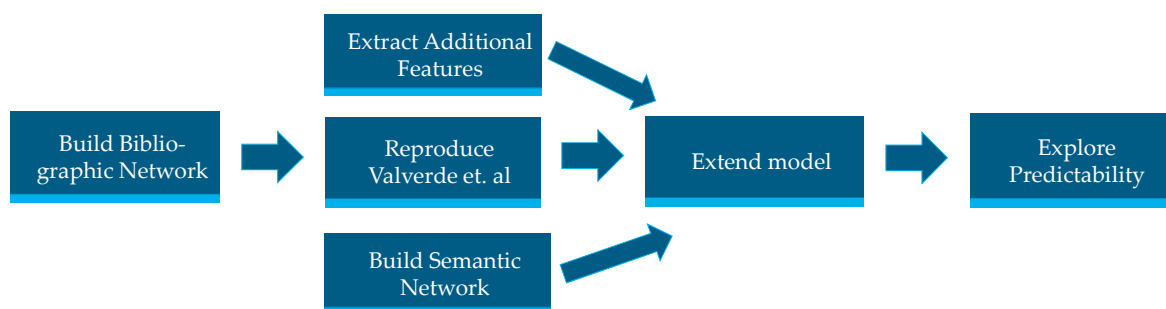 Extract Additional
Features
Build Biblio-
graphic Network
Reproduce
Valverde et. al
Extend model
Explore
Predictability
Build Semantic
Network